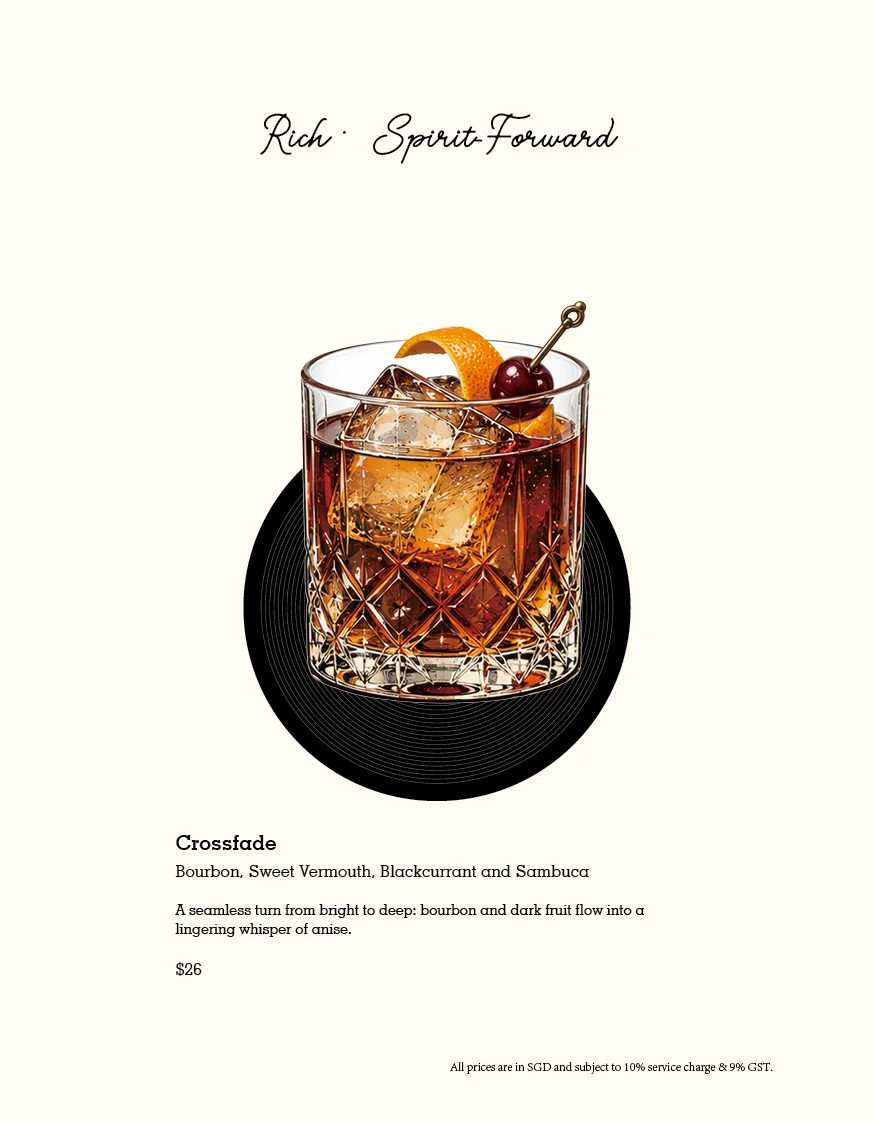 Rich · Spirit-Forward
Crossfade
Bourbon, Sweet Vermouth, Blackcurrant and Sambuca
A seamless turn from bright to deep: bourbon and dark fruit flow into a
lingering whisper of anise.
$26
All prices are in SGD and subject to 10% service charge & 9% GST.